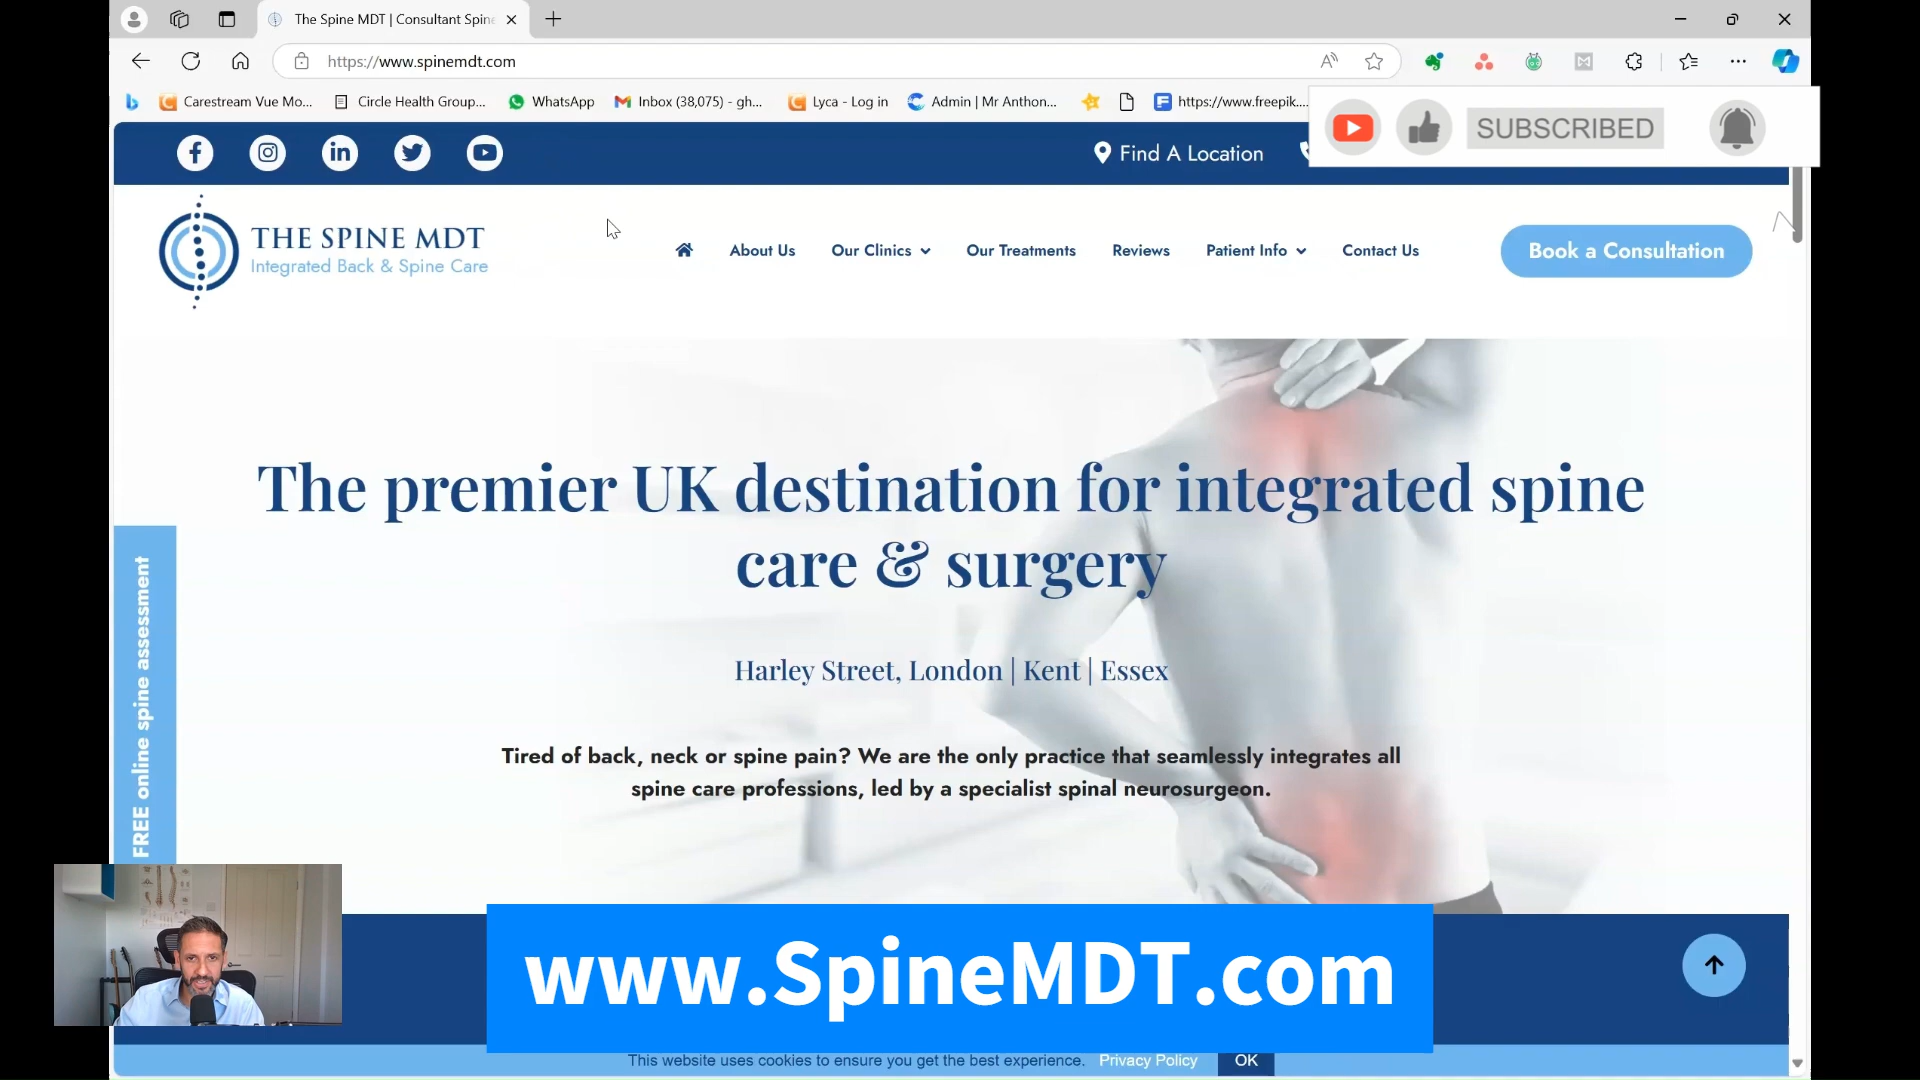 The Spine MDT | Consultant Spin
https://www.spinemdt.com
Carestream Vue Mo...
Circle Health Group...
WhatsApp
Inbox (38,075) - gh...
Lyca - Log in
Admin | Mr Anthon...
https://www.freepik....
SUBSCRIBED
Find A Location
THE SPINE MDT
Integrated Back & Spine Care
About Us
Our Clinics
Our Treatments
Reviews
Patient Info
Contact Us
Book a Consultation
The premier UK destination for integrated spine
care & surgery
Harley Street, London | Kent | Essex
Tired of back, neck or spine pain? We are the only practice that seamlessly integrates all
spine care professions, led by a specialist spinal neurosurgeon.
FREE online spine assessment
www.SpineMDT.com
This website uses cookies to ensure you get the best experience. Privacy Policy OK